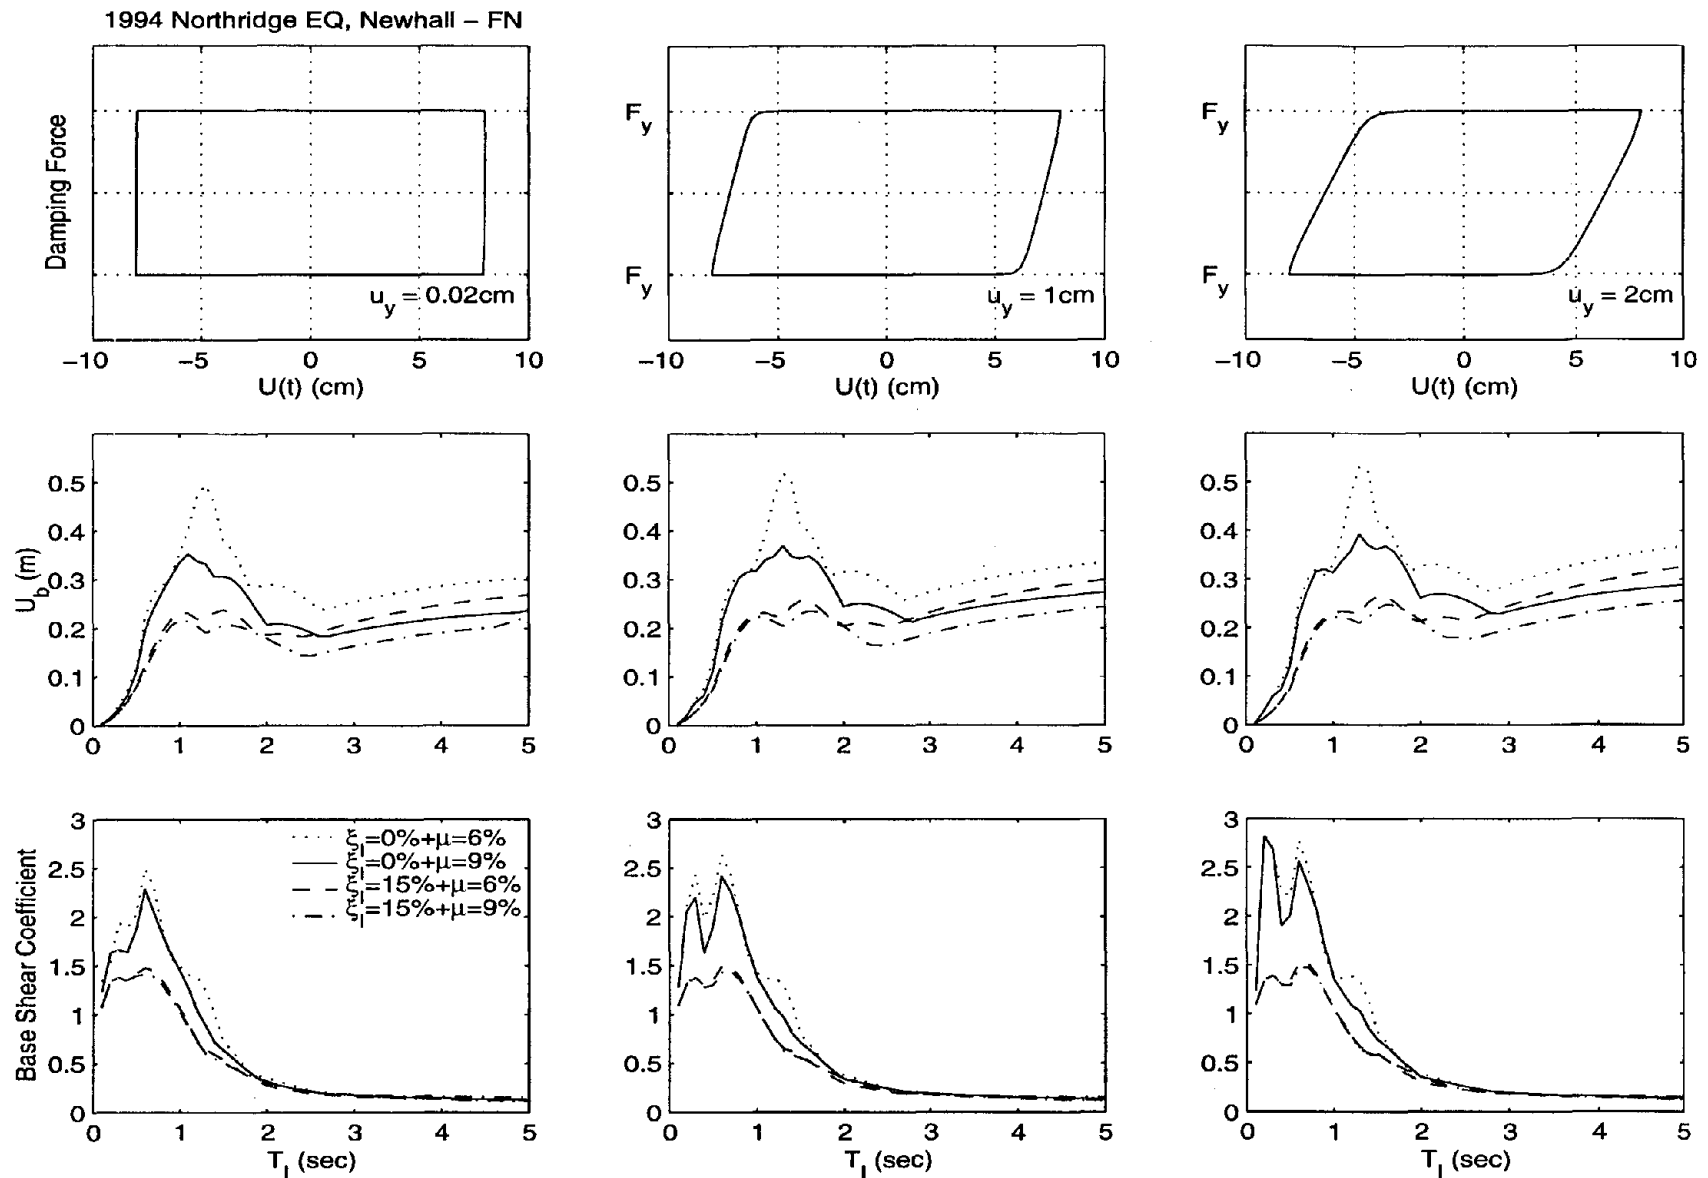 1994 Northridge EQ, Newhall – FN
Damping Force
u_y = 0.02cm
−10 −5 0 5 10
U(t) (cm)
F_y
F_y
u_y = 1cm
−10 −5 0 5 10
U(t) (cm)
F_y
F_y
u_y = 2cm
−10 −5 0 5 10
U(t) (cm)
U_b (m)
0.5
0.4
0.3
0.2
0.1
0
0 1 2 3 4 5
0.5
0.4
0.3
0.2
0.1
0
0 1 2 3 4 5
0.5
0.4
0.3
0.2
0.1
0
0 1 2 3 4 5
Base Shear Coefficient
3
2.5
2
1.5
1
0.5
0
ξ_I=0%+μ=6%
ξ_I=0%+μ=9%
ξ_I=15%+μ=6%
ξ_I=15%+μ=9%
0 1 2 3 4 5
T_I (sec)
3
2.5
2
1.5
1
0.5
0
0 1 2 3 4 5
T_I (sec)
3
2.5
2
1.5
1
0.5
0
0 1 2 3 4 5
T_I (sec)